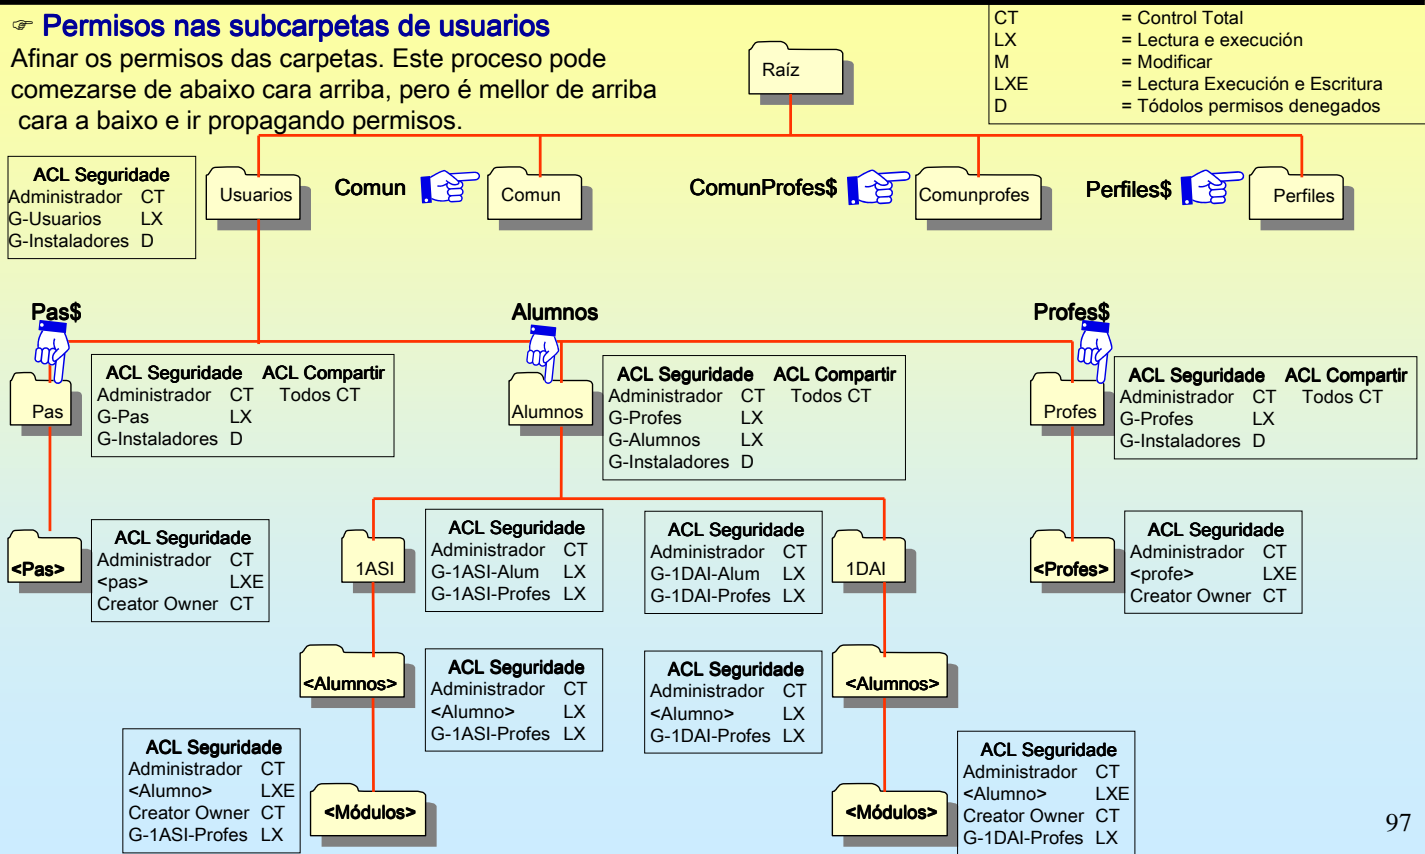 ☞ Permisos nas subcarpetas de usuarios
Afinar os permisos das carpetas. Este proceso pode
comezarse de abaixo cara arriba, pero é mellor de arriba
cara a baixo e ir propagando permisos.
CT = Control Total
LX = Lectura e execución
M = Modificar
LXE = Lectura Execución e Escritura
D = Tódolos permisos denegados
Raíz
ACL Seguridade
Administrador CT
G-Usuarios LX
G-Instaladores D
Usuarios
Comun
Comun
ComunProfes$
Comunprofes
Perfiles$
Perfiles
Pas$
Alumnos
Profes$
Pas
ACL Seguridade ACL Compartir
Administrador CT Todos CT
G-Pas LX
G-Instaladores D
Alumnos
ACL Seguridade ACL Compartir
Administrador CT Todos CT
G-Profes LX
G-Alumnos LX
G-Instaladores D
Profes
ACL Seguridade ACL Compartir
Administrador CT Todos CT
G-Profes LX
G-Instaladores D
<Pas>
ACL Seguridade
Administrador CT
<pas> LXE
Creator Owner CT
1ASI
ACL Seguridade
Administrador CT
G-1ASI-Alum LX
G-1ASI-Profes LX
ACL Seguridade
Administrador CT
G-1DAI-Alum LX
G-1DAI-Profes LX
1DAI
<Profes>
ACL Seguridade
Administrador CT
<profe> LXE
Creator Owner CT
<Alumnos>
ACL Seguridade
Administrador CT
<Alumno> LX
G-1ASI-Profes LX
ACL Seguridade
Administrador CT
<Alumno> LX
G-1DAI-Profes LX
<Alumnos>
ACL Seguridade
Administrador CT
<Alumno> LXE
Creator Owner CT
G-1ASI-Profes LX
<Módulos>
<Módulos>
ACL Seguridade
Administrador CT
<Alumno> LXE
Creator Owner CT
G-1DAI-Profes LX
97